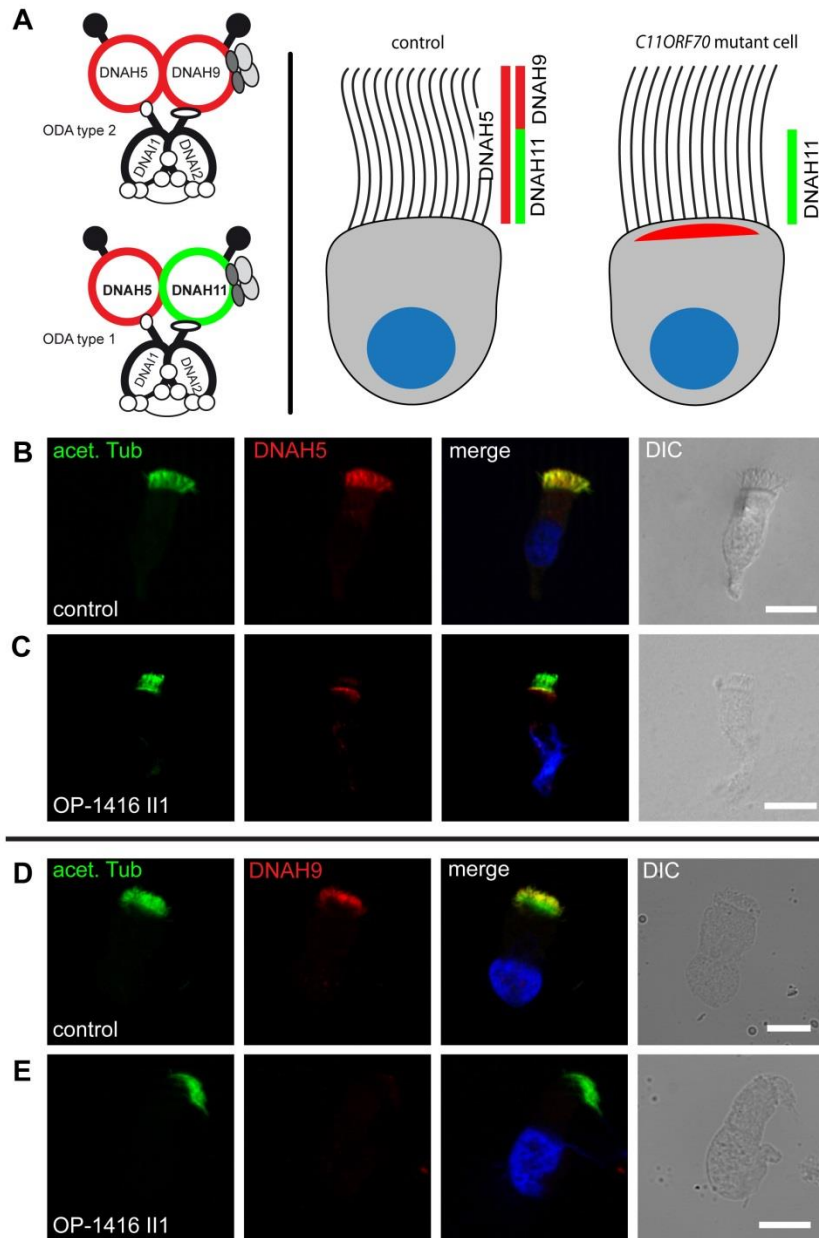 A
DNAH5
DNAH9
ODA type 2
DNAI1
DNAI2
DNAH5
DNAH11
ODA type 1
DNAI1
DNAI2
control
DNAH5
DNAH11
DNAH9
C11ORF70 mutant cell
DNAH11
B
acet. Tub
DNAH5
merge
DIC
control
C
OP-1416 II1
D
acet. Tub
DNAH9
merge
DIC
control
E
OP-1416 II1